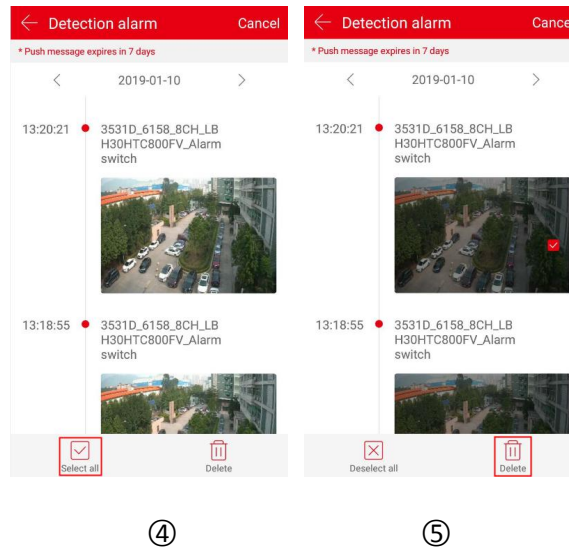 Detection alarm Cancel
* Push message expires in 7 days
2019-01-10
13:20:21 3531D_6158_8CH_LB
H30HTC800FV_Alarm
switch
13:18:55 3531D_6158_8CH_LB
H30HTC800FV_Alarm
switch
Select all Delete
④
Detection alarm Cance
* Push message expires in 7 days
2019-01-10
13:20:21 3531D_6158_8CH_LB
H30HTC800FV_Alarm
switch
13:18:55 3531D_6158_8CH_LB
H30HTC800FV_Alarm
switch
Deselect all Delete
⑤